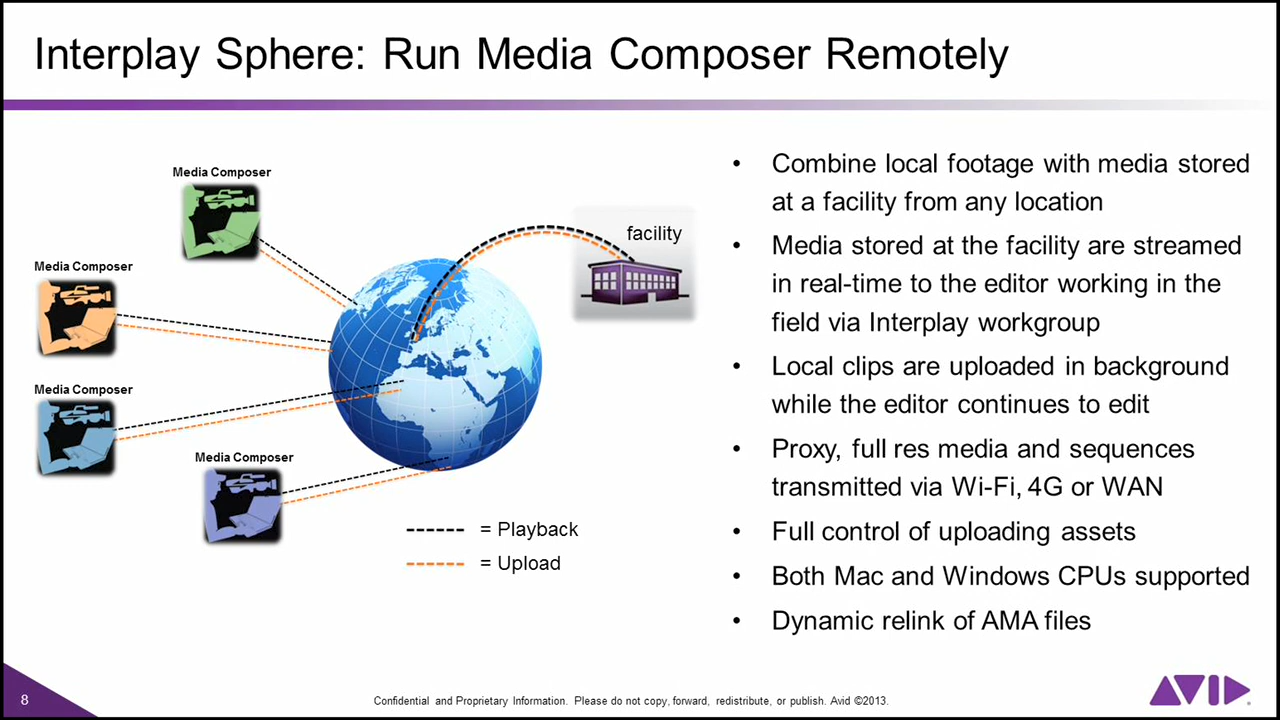 Interplay Sphere: Run Media Composer Remotely
Media Composer
Media Composer
Media Composer
Media Composer
facility
= Playback
= Upload
• Combine local footage with media stored
at a facility from any location
• Media stored at the facility are streamed
in real-time to the editor working in the
field via Interplay workgroup
• Local clips are uploaded in background
while the editor continues to edit
• Proxy, full res media and sequences
transmitted via Wi-Fi, 4G or WAN
• Full control of uploading assets
• Both Mac and Windows CPUs supported
• Dynamic relink of AMA files
8
Confidential and Proprietary Information. Please do not copy, forward, redistribute, or publish. Avid ©2013.
AVID